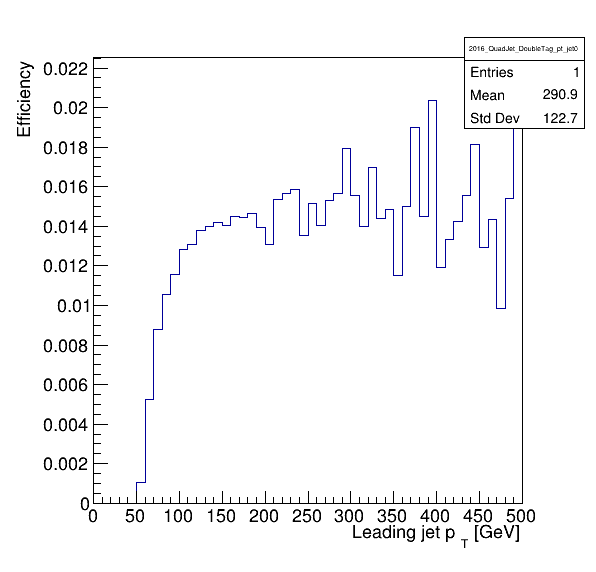 2016_QuadJet_DoubleTag_pt_jet0
Entries 1
Mean 290.9
Std Dev 122.7
Efficiency
0.022
0.02
0.018
0.016
0.014
0.012
0.01
0.008
0.006
0.004
0.002
0
0 50 100 150 200 250 300 350 400 450 500
Leading jet p T [GeV]